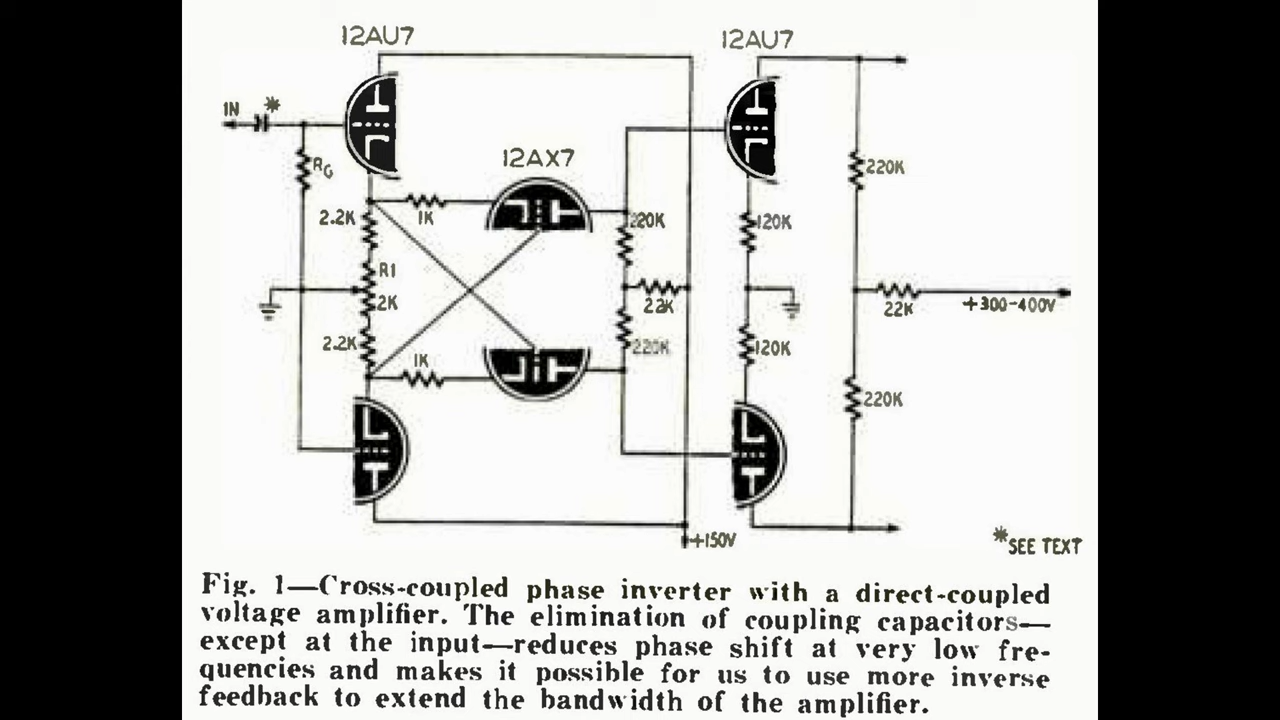 12AU7
12AU7
IN
*
RG
12AX7
220K
2.2K
1K
220K
120K
R1
2K
22K
22K
+300-400V
2.2K
1K
220K
120K
220K
+150V
*SEE TEXT
Fig. 1—Cross-coupled phase inverter with a direct-coupled
voltage amplifier. The elimination of coupling capacitors—
except at the input—reduces phase shift at very low fre-
quencies and makes it possible for us to use more inverse
feedback to extend the bandwidth of the amplifier.